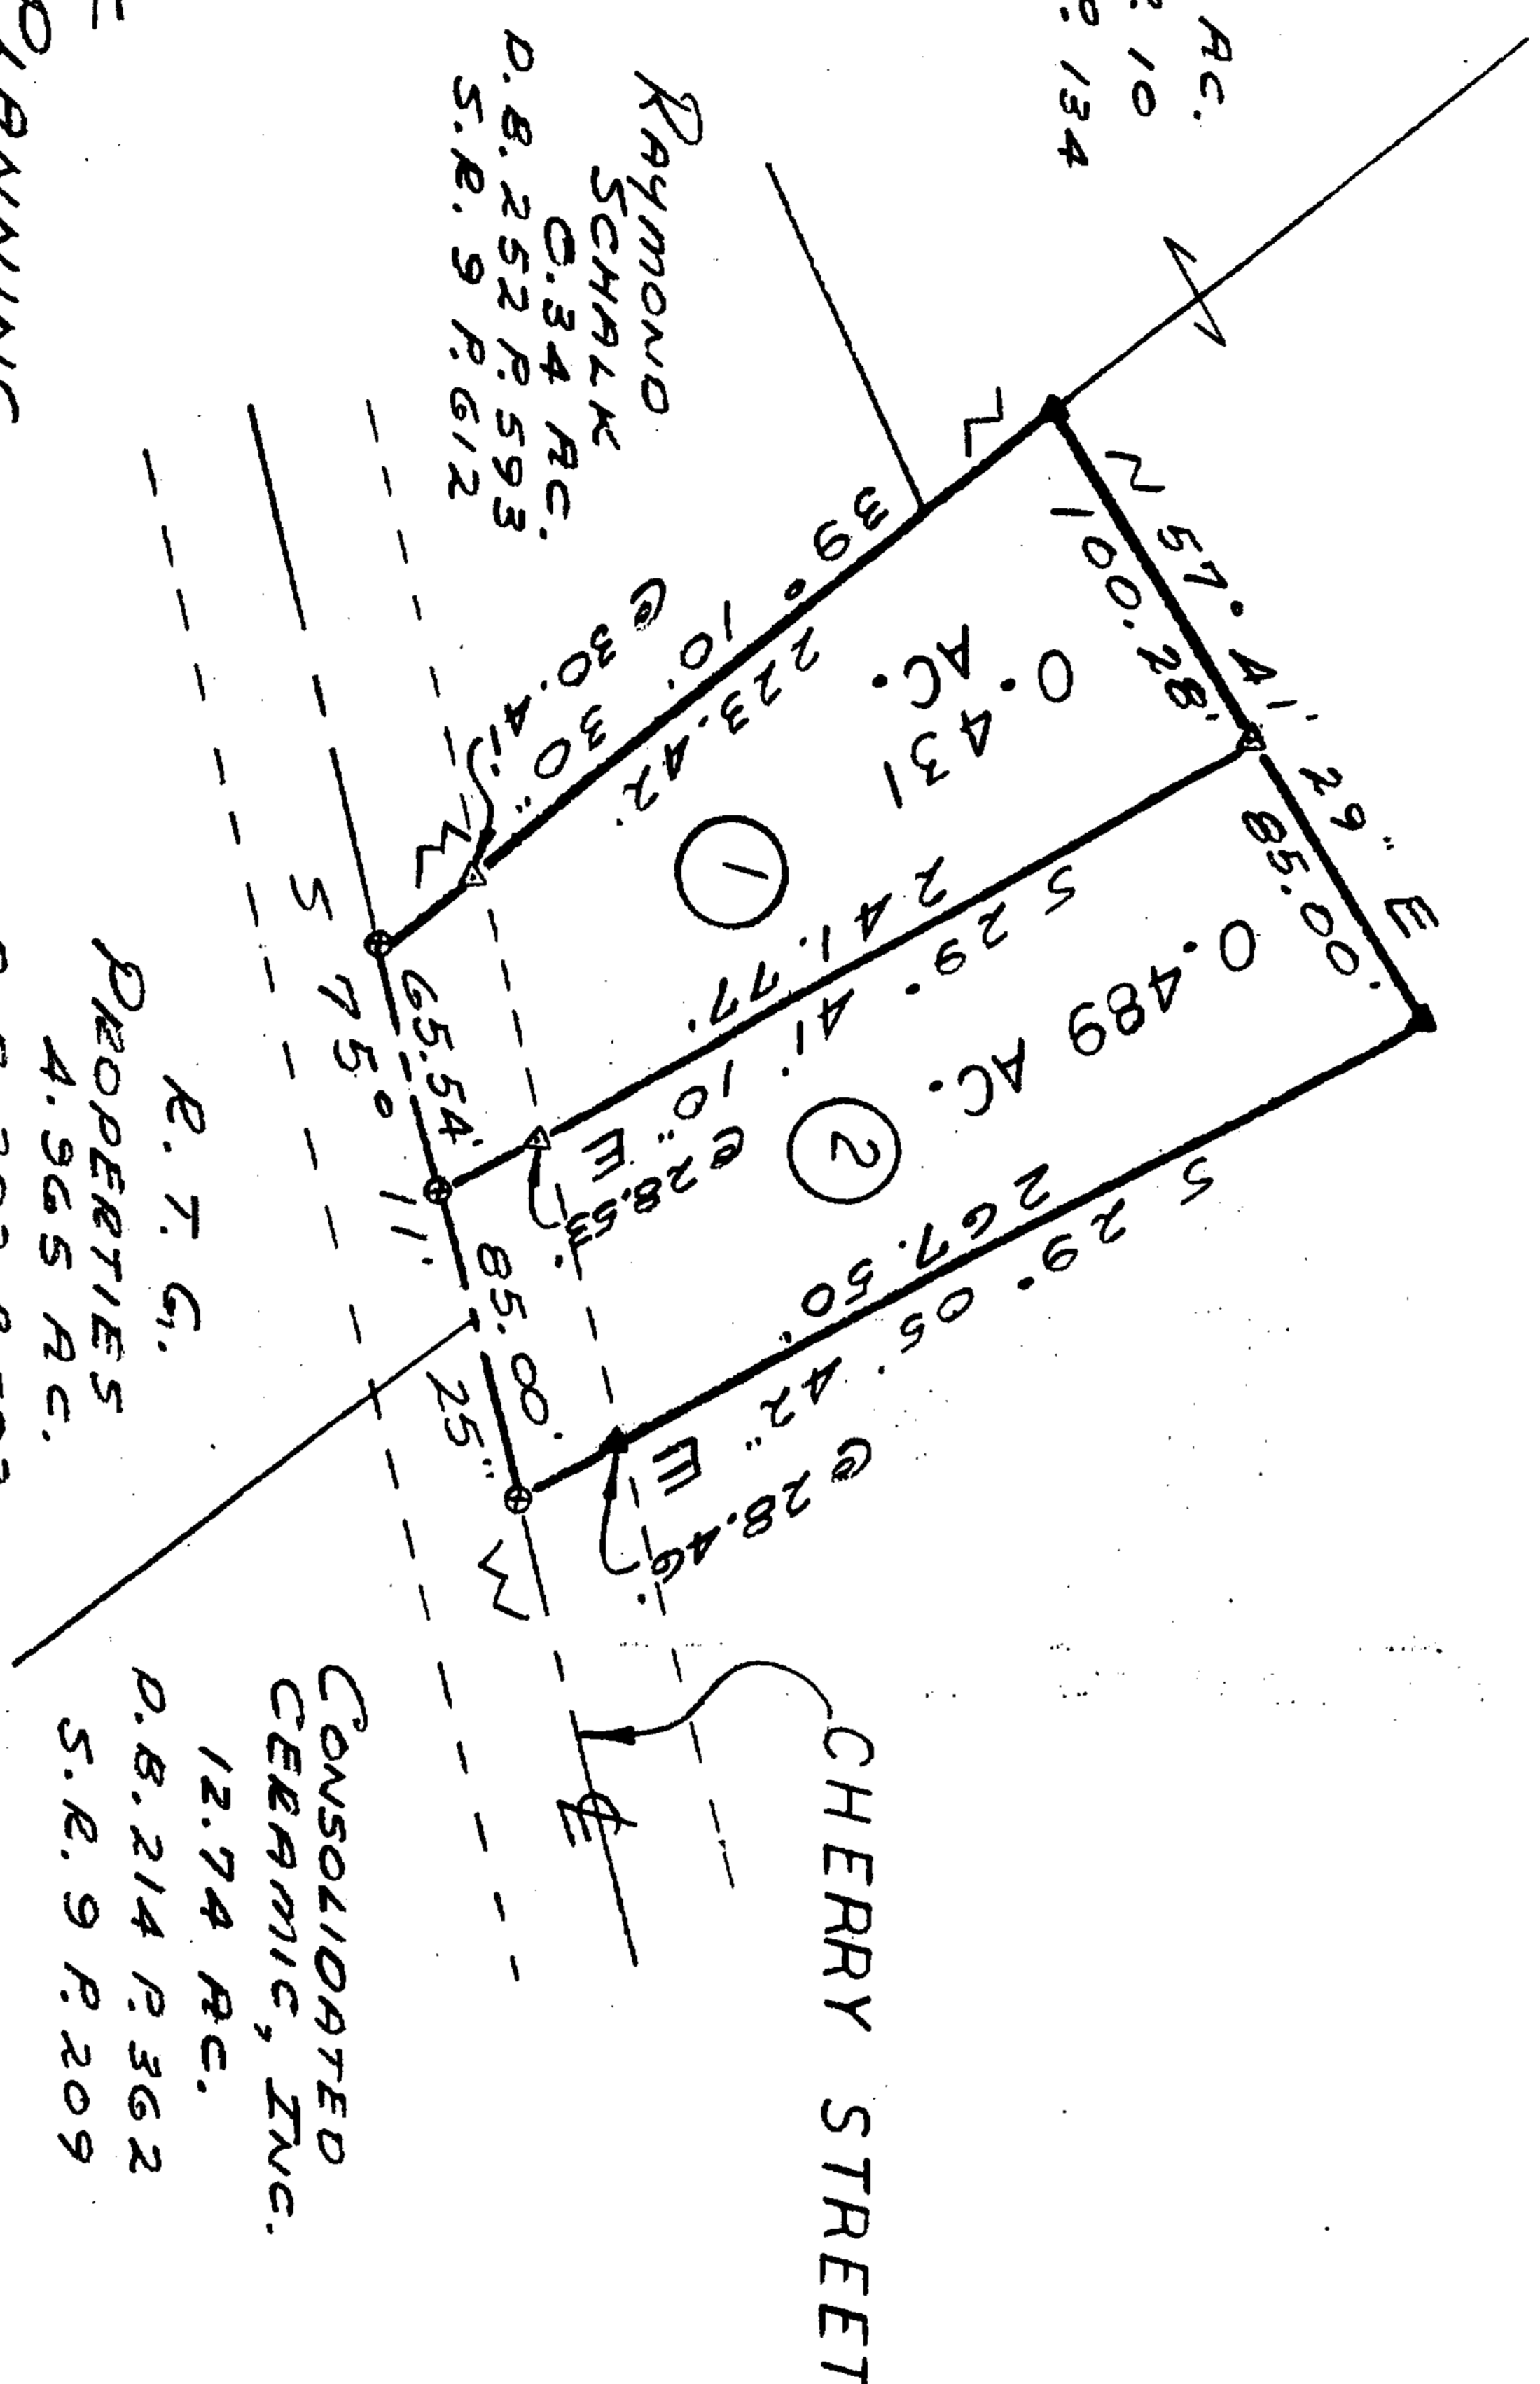 AC.
. 10
P. 134
RAYMOND
SCHALK
0.34 AC.
D.B. 252 P. 593
S.R. 9 P. 612
N 57° 41' 29" E
100.28'
85.00'
N 39° 10' 30" W
223.42'
@ 30.41'
0.431
AC.
1
S 29° 41' 10" E
241.77'
@ 28.53'
0.489 AC.
2
S 29° 05' 42" E
267.50'
@ 28.46'
65.54'
85.00'
S 75° 11' 25" W
CHERRY STREET
℄
R. T. G.
PROPERTIES
4.965 AC.
CONSOLIDATED
CERAMIC, INC.
12.74 AC.
D.B. 214 P. 362
S.R. 9 P. 209